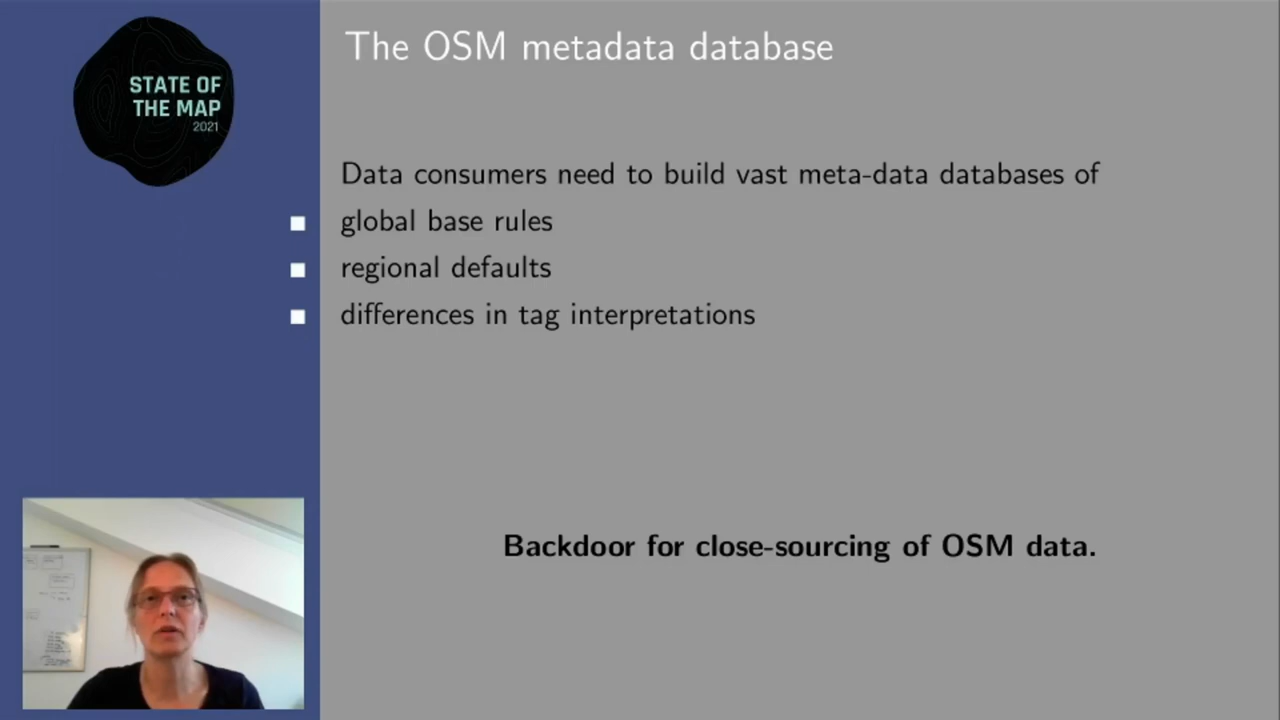 STATE OF
THE MAP
2021
The OSM metadata database
Data consumers need to build vast meta-data databases of
global base rules
regional defaults
differences in tag interpretations
Backdoor for close-sourcing of OSM data.